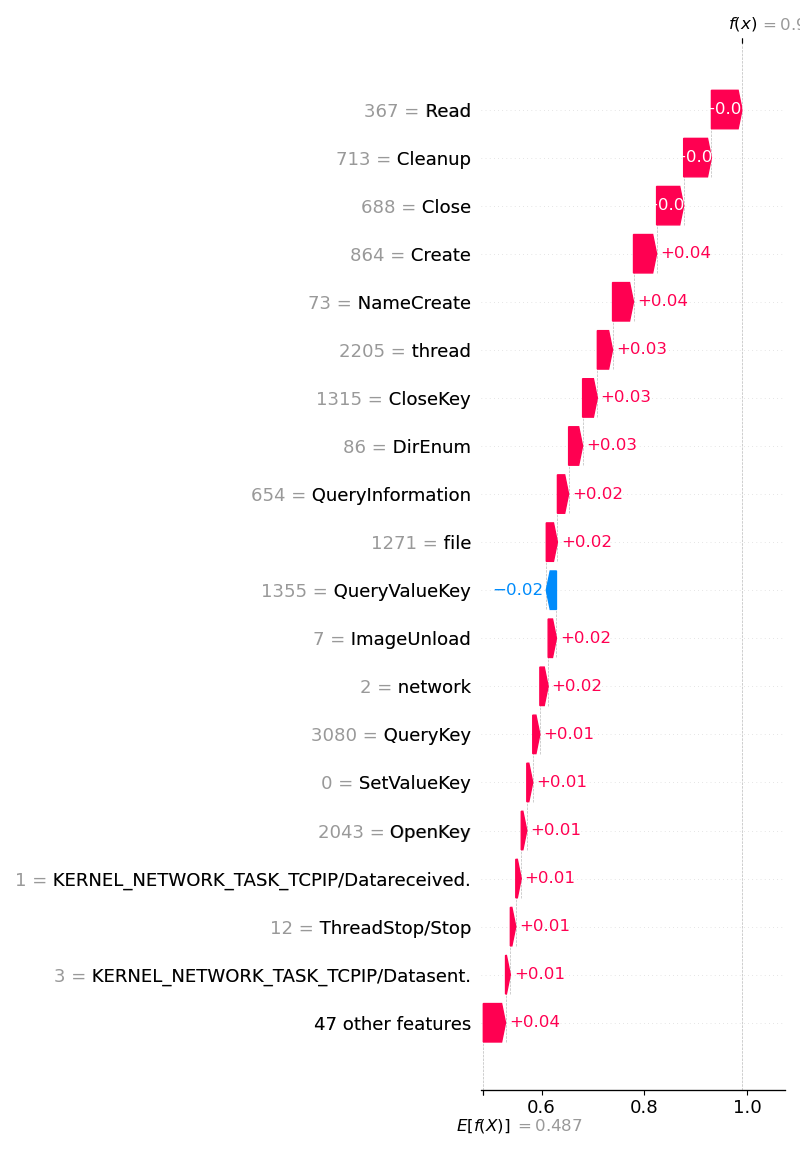 f(x) = 0.9
367 = Read
713 = Cleanup
688 = Close
864 = Create
+0.04
73 = NameCreate
+0.04
2205 = thread
+0.03
1315 = CloseKey
+0.03
86 = DirEnum
+0.03
654 = QueryInformation
+0.02
1271 = file
+0.02
1355 = QueryValueKey
−0.02
7 = ImageUnload
+0.02
2 = network
+0.02
3080 = QueryKey
+0.01
0 = SetValueKey
+0.01
2043 = OpenKey
+0.01
1 = KERNEL_NETWORK_TASK_TCPIP/Datareceived.
+0.01
12 = ThreadStop/Stop
+0.01
3 = KERNEL_NETWORK_TASK_TCPIP/Datasent.
+0.01
47 other features
+0.04
0.6 0.8 1.0
E[f(X)] = 0.487